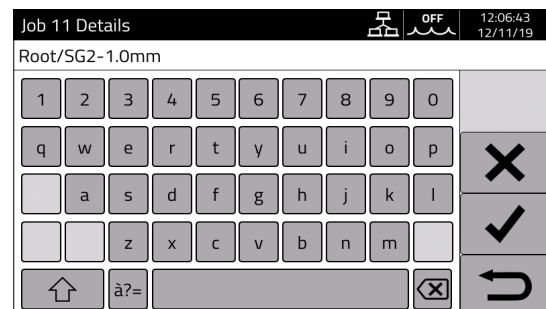 Job 11 Details
OFF
12:06:43
12/11/19
Root/SG2-1.0mm
1 2 3 4 5 6 7 8 9 0
q w e r t y u i o p
a s d f g h j k l
z x c v b n m
à?=